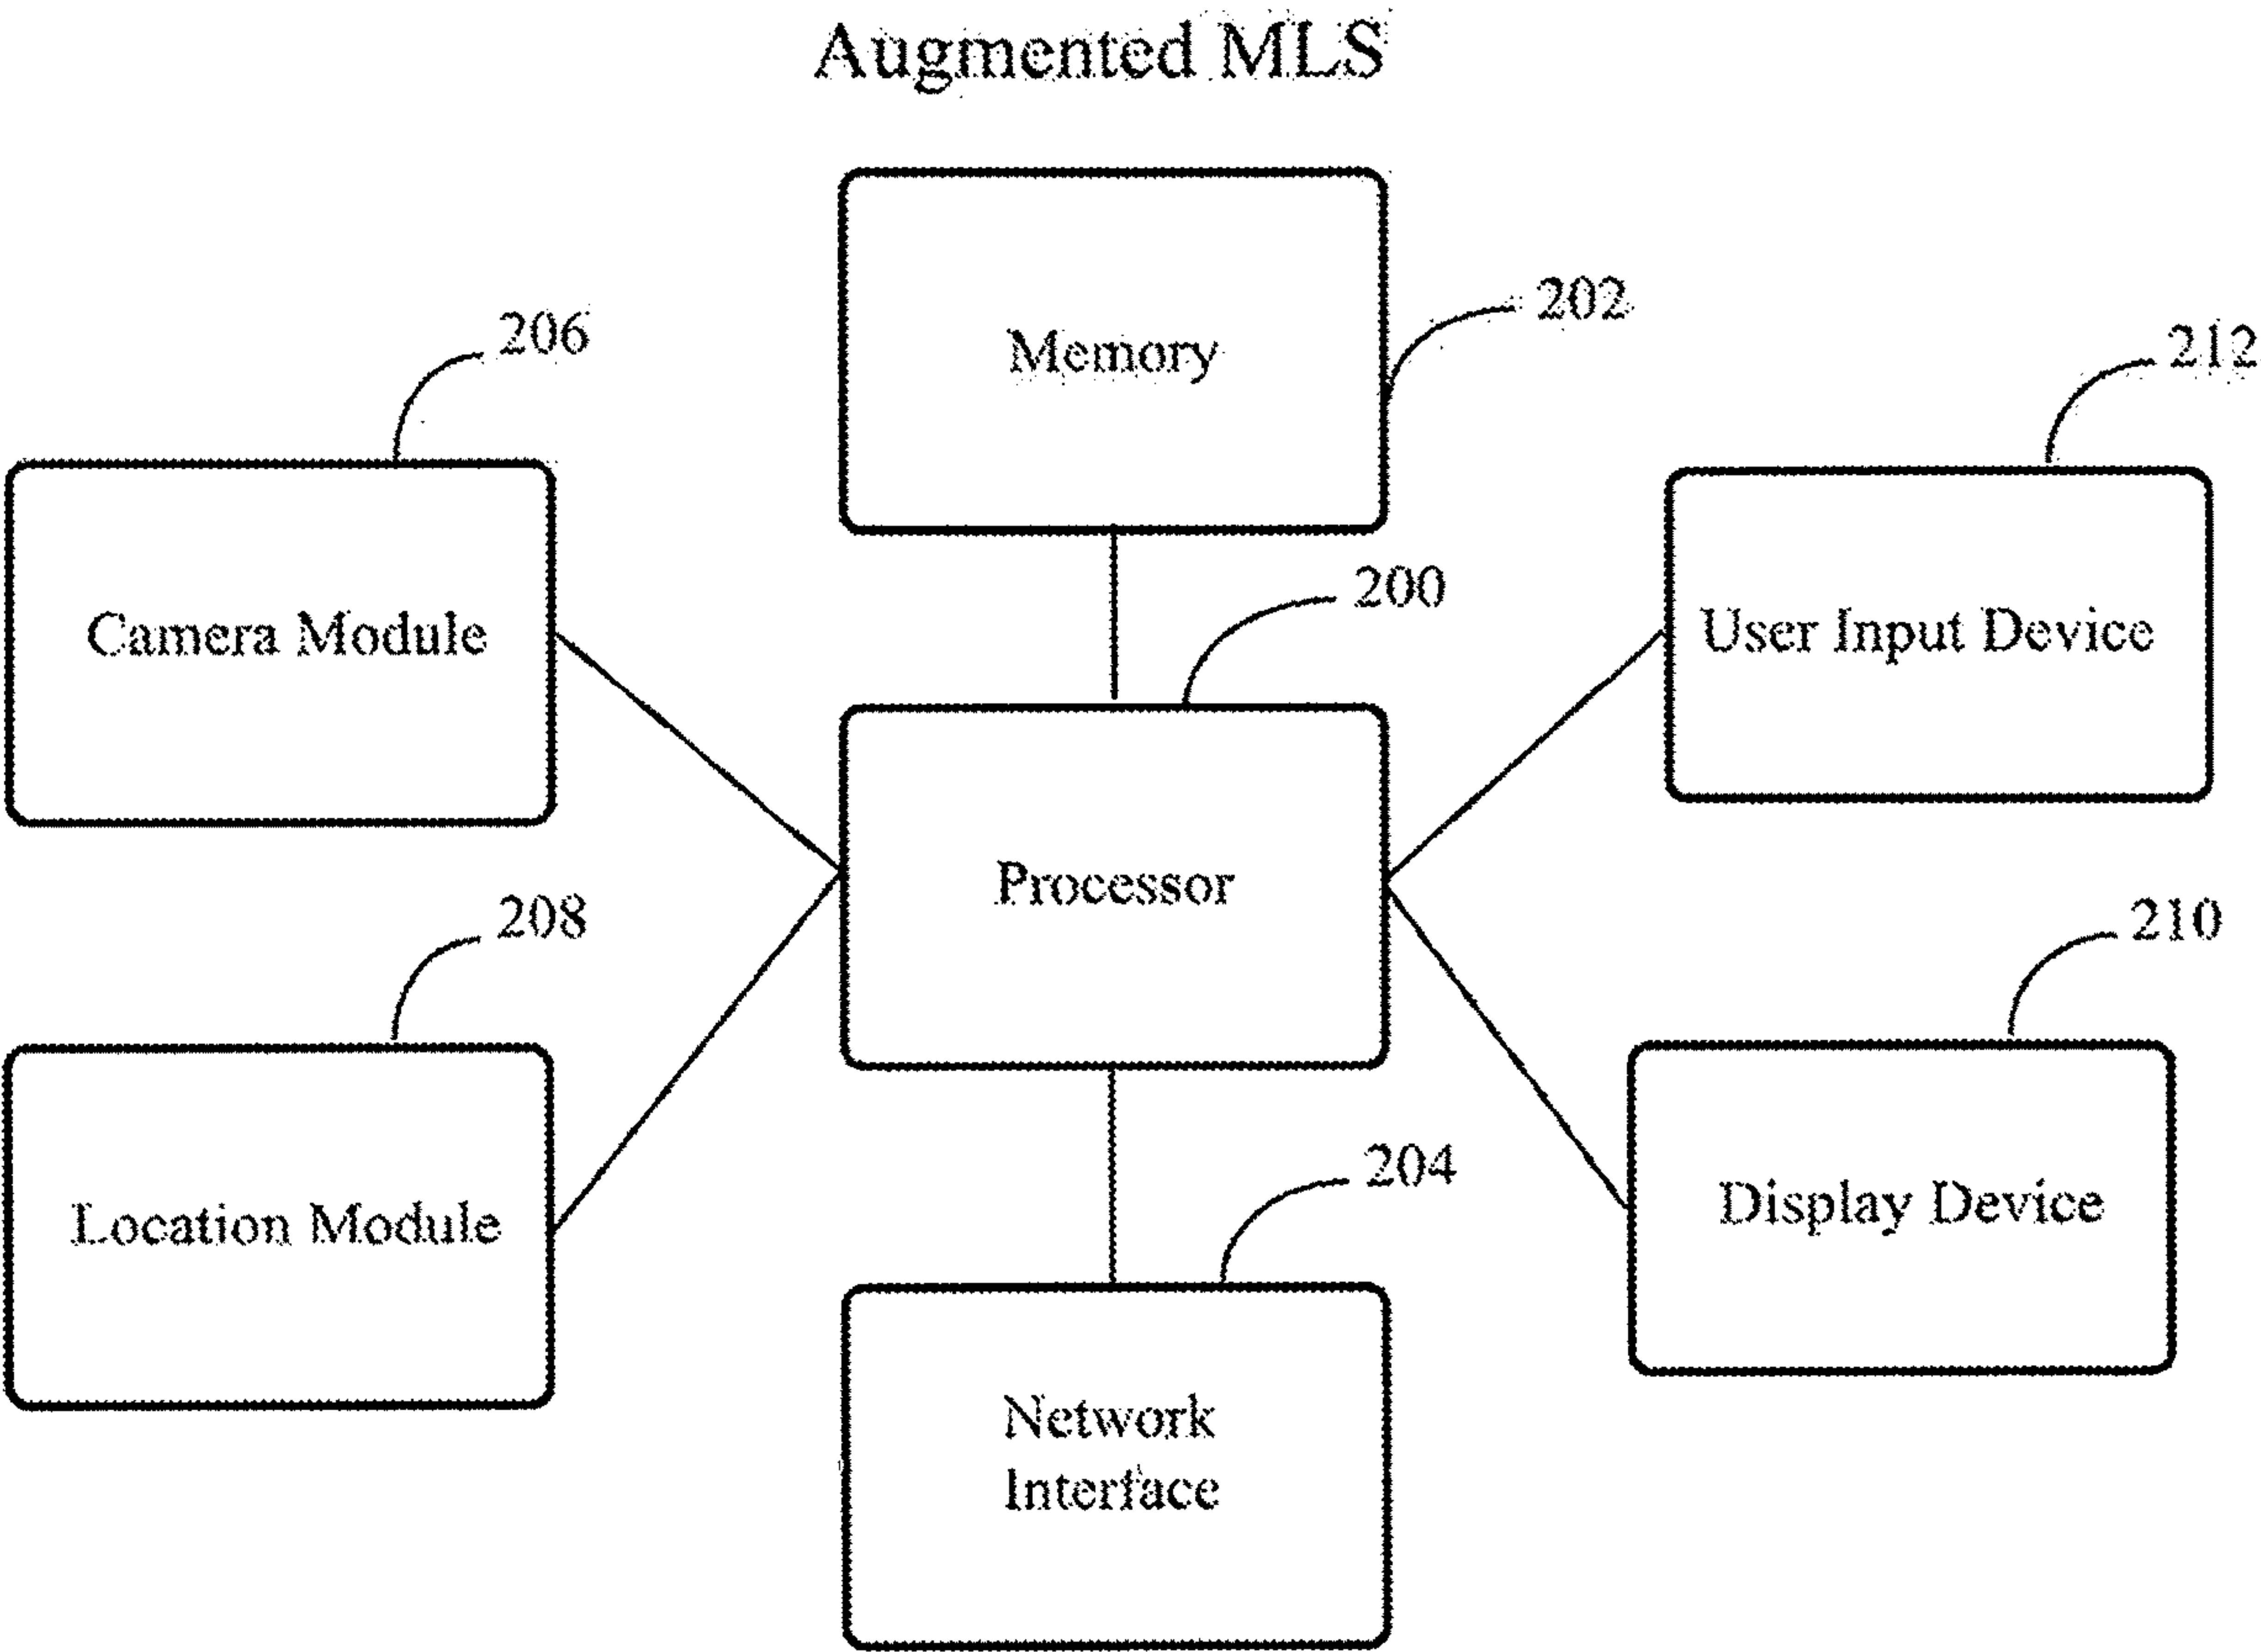 Augmented MLS
202
Memory
206
212
Camera Module
200
User Input Device
Processor
208
210
204
Location Module
Display Device
Network
Interface